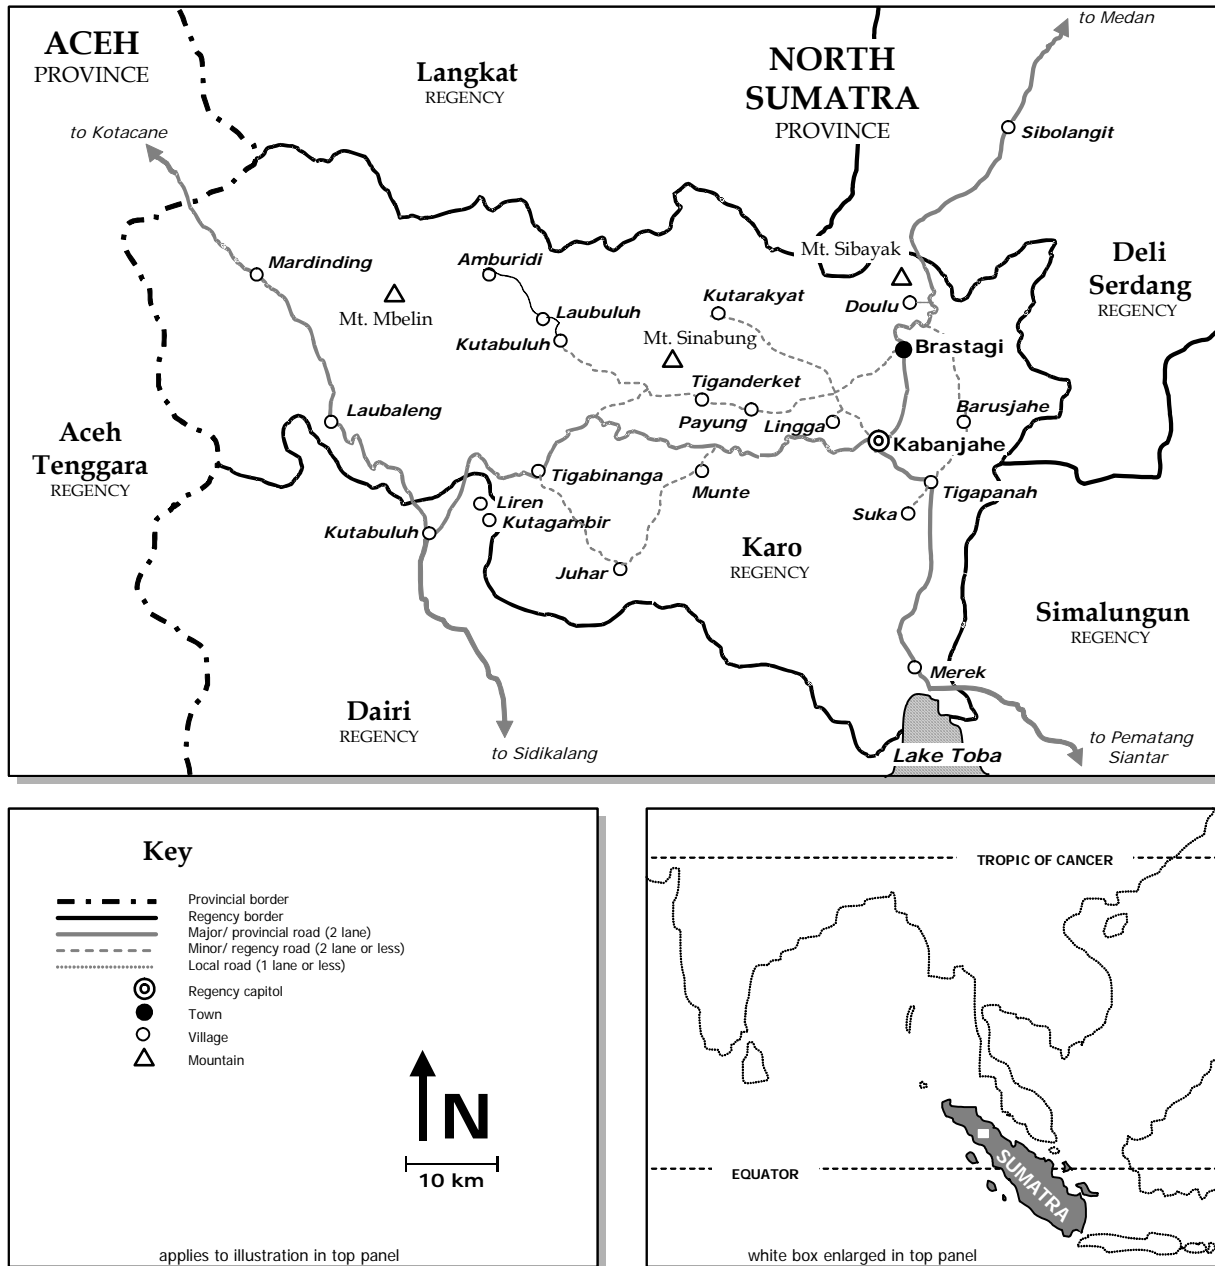 to Medan
ACEH
PROVINCE
NORTH
SUMATRA
PROVINCE
Langkat
REGENCY
to Kotacane
Sibolangit
Mt. Sibayak
Deli
Serdang
REGENCY
Mardinding
Amburidi
Mt. Mbelin
Kutarakyat
Doulu
Laubuluh
Mt. Sinabung
Kutabuluh
Brastagi
Tiganderket
Laubaleng
Payung
Lingga
Barusjahe
Aceh
Tenggara
REGENCY
Kabanjahe
Tigabinanga
Munte
Tigapanah
Liren
Suka
Kutagambir
Kutabuluh
Karo
REGENCY
Juhar
Simalungun
REGENCY
Merek
Dairi
REGENCY
to Sidikalang
Lake Toba
to Pematang
Siantar
Key
Provincial border
Regency border
Major/ provincial road (2 lane)
Minor/ regency road (2 lane or less)
Local road (1 lane or less)
Regency capitol
Town
Village
Mountain
N
10 km
applies to illustration in top panel
TROPIC OF CANCER
EQUATOR
SUMATRA
white box enlarged in top panel